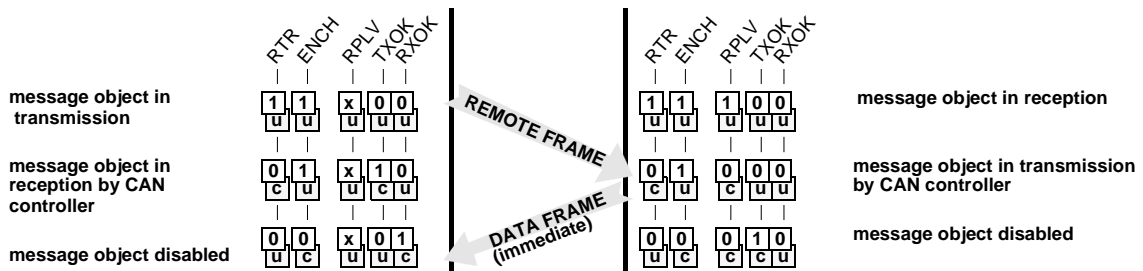 RTR ENCH RPLV TXOK RXOK RTR ENCH RPLV TXOK RXOK
message object in
transmission
1 1 x 0 0
u u u u u
REMOTE FRAME
1 1 1 0 0
u u u u u
message object in reception
message object in
reception by CAN
controller
0 1 x 1 0
c u u c u
0 1 0 0 0
c u c u u
message object in transmission
by CAN controller
DATA FRAME
(immediate)
message object disabled
0 0 x 0 1
u c u u c
0 0 0 1 0
u c c c u
message object disabled